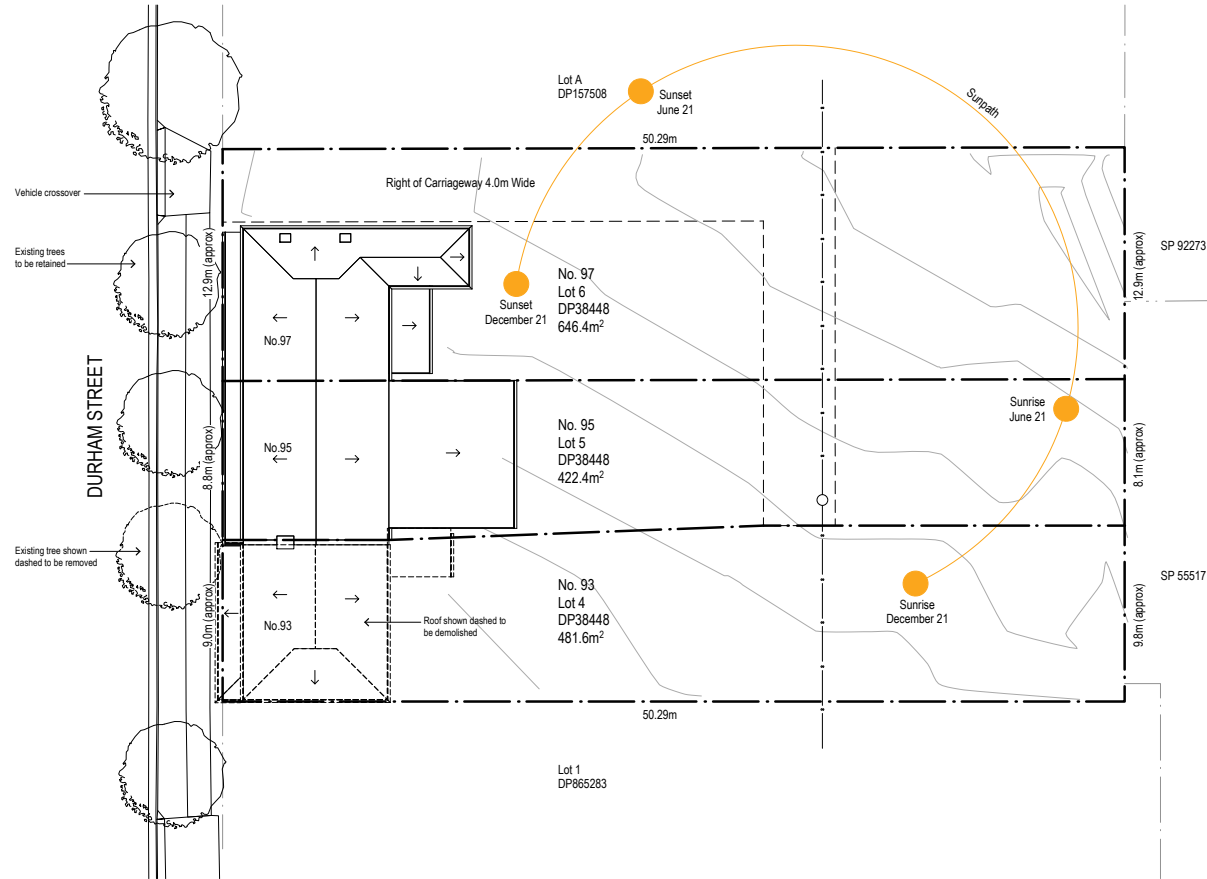 Lot A
DP157508
Sunset
June 21
Sunpath
50.29m
Vehicle crossover
Right of Carriageway 4.0m Wide
Existing trees
to be retained
12.9m (approx)
No. 97
Lot 6
DP38448
646.4m²
Sunset
December 21
12.9m (approx)
SP 92273
No.97
DURHAM STREET
Sunrise
June 21
No. 95
Lot 5
DP38448
422.4m²
No.95
8.8m (approx)
8.1m (approx)
Existing tree shown
dashed to be removed
No. 93
Lot 4
DP38448
481.6m²
SP 55517
Sunrise
December 21
9.0m (approx)
No.93
Roof shown dashed to
be demolished
9.8m (approx)
50.29m
Lot 1
DP865283